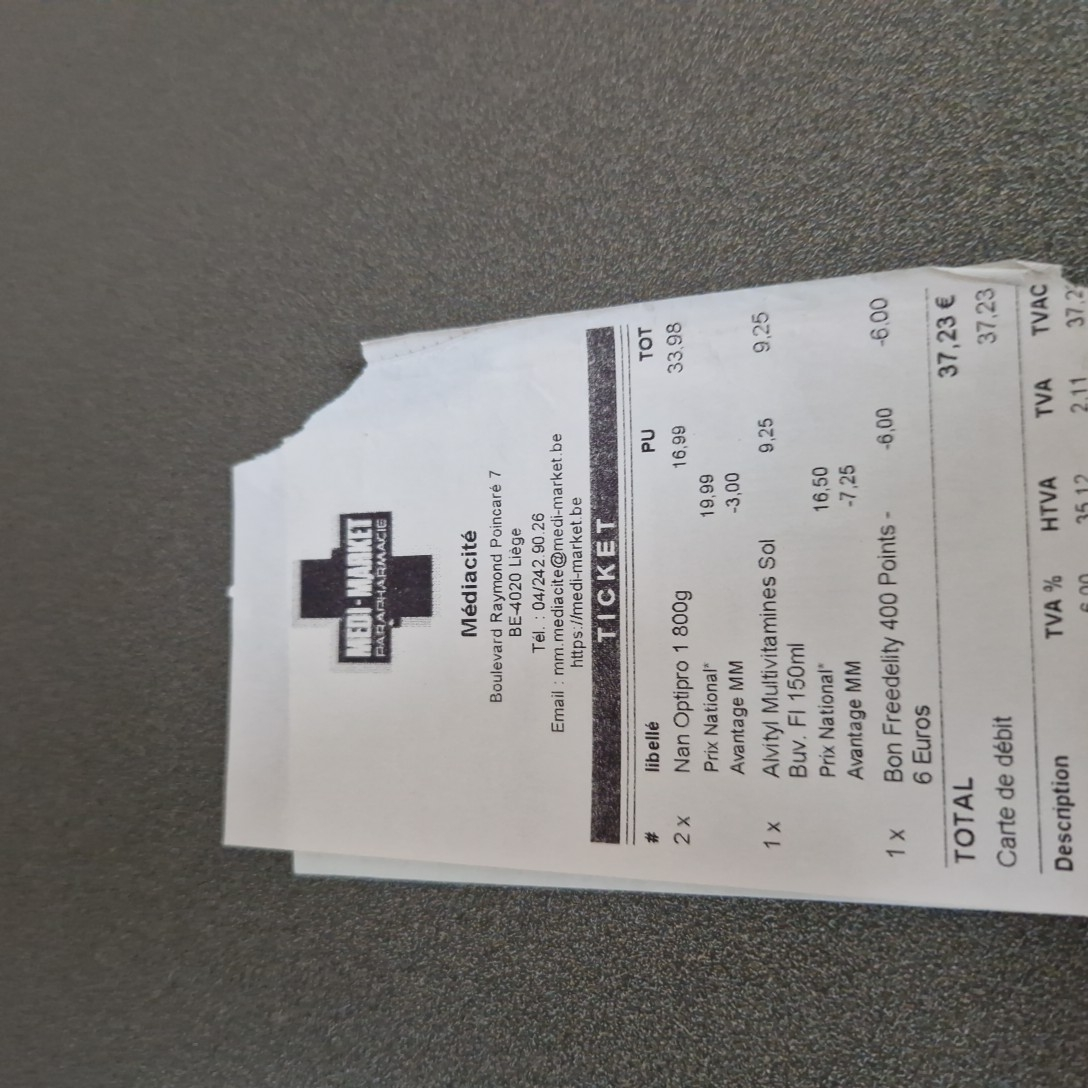 MEDI-MARKET
PARAPHARMACIE
Médiacité
Boulevard Raymond Poincaré 7
BE-4020 Liège
Tél. : 04/242.90.26
Email : mm.mediacite@medi-market.be
https://medi-market.be
TICKET
# libellé PU TOT
2 x Nan Optipro 1 800g 16,99 33,98
Prix National* 19,99
Avantage MM -3,00
1 x Alvityl Multivitamines Sol 9,25 9,25
Buv. Fl 150ml
Prix National* 16,50
Avantage MM -7,25
1 x Bon Freedelity 400 Points - -6,00 -6,00
6 Euros
TOTAL 37,23 €
Carte de débit 37,23
Description TVA % HTVA TVA TVAC
35,12 2,11